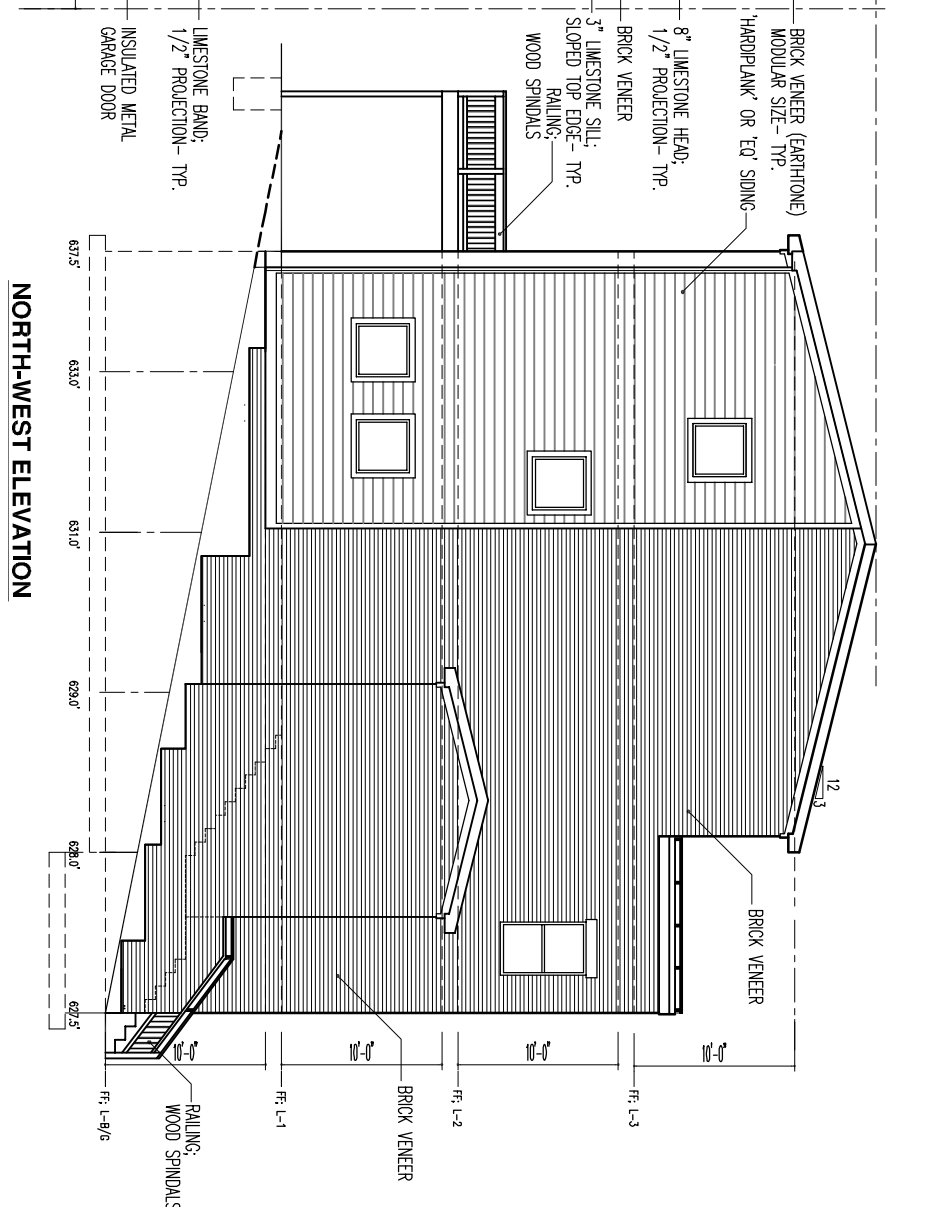 BRICK VENEER (EARTHTONE)
MODULAR SIZE- TYP.
'HARDIPLANK' OR 'EQ' SIDING
8" LIMESTONE HEAD;
1/2" PROJECTION- TYP.
BRICK VENEER
3" LIMESTONE SILL;
SLOPED TOP EDGE- TYP.
RAILING;
WOOD SPINDALS
LIMESTONE BAND;
1/2" PROJECTION- TYP.
INSULATED METAL
GARAGE DOOR
12
3
BRICK VENEER
BRICK VENEER
RAILING;
WOOD SPINDALS
10'-0"
10'-0"
10'-0"
10'-0"
FF; L-3
FF; L-2
FF; L-1
FF; L-B/G
637.5'
633.0'
631.0'
629.0'
628.0'
627.5'
NORTH-WEST ELEVATION